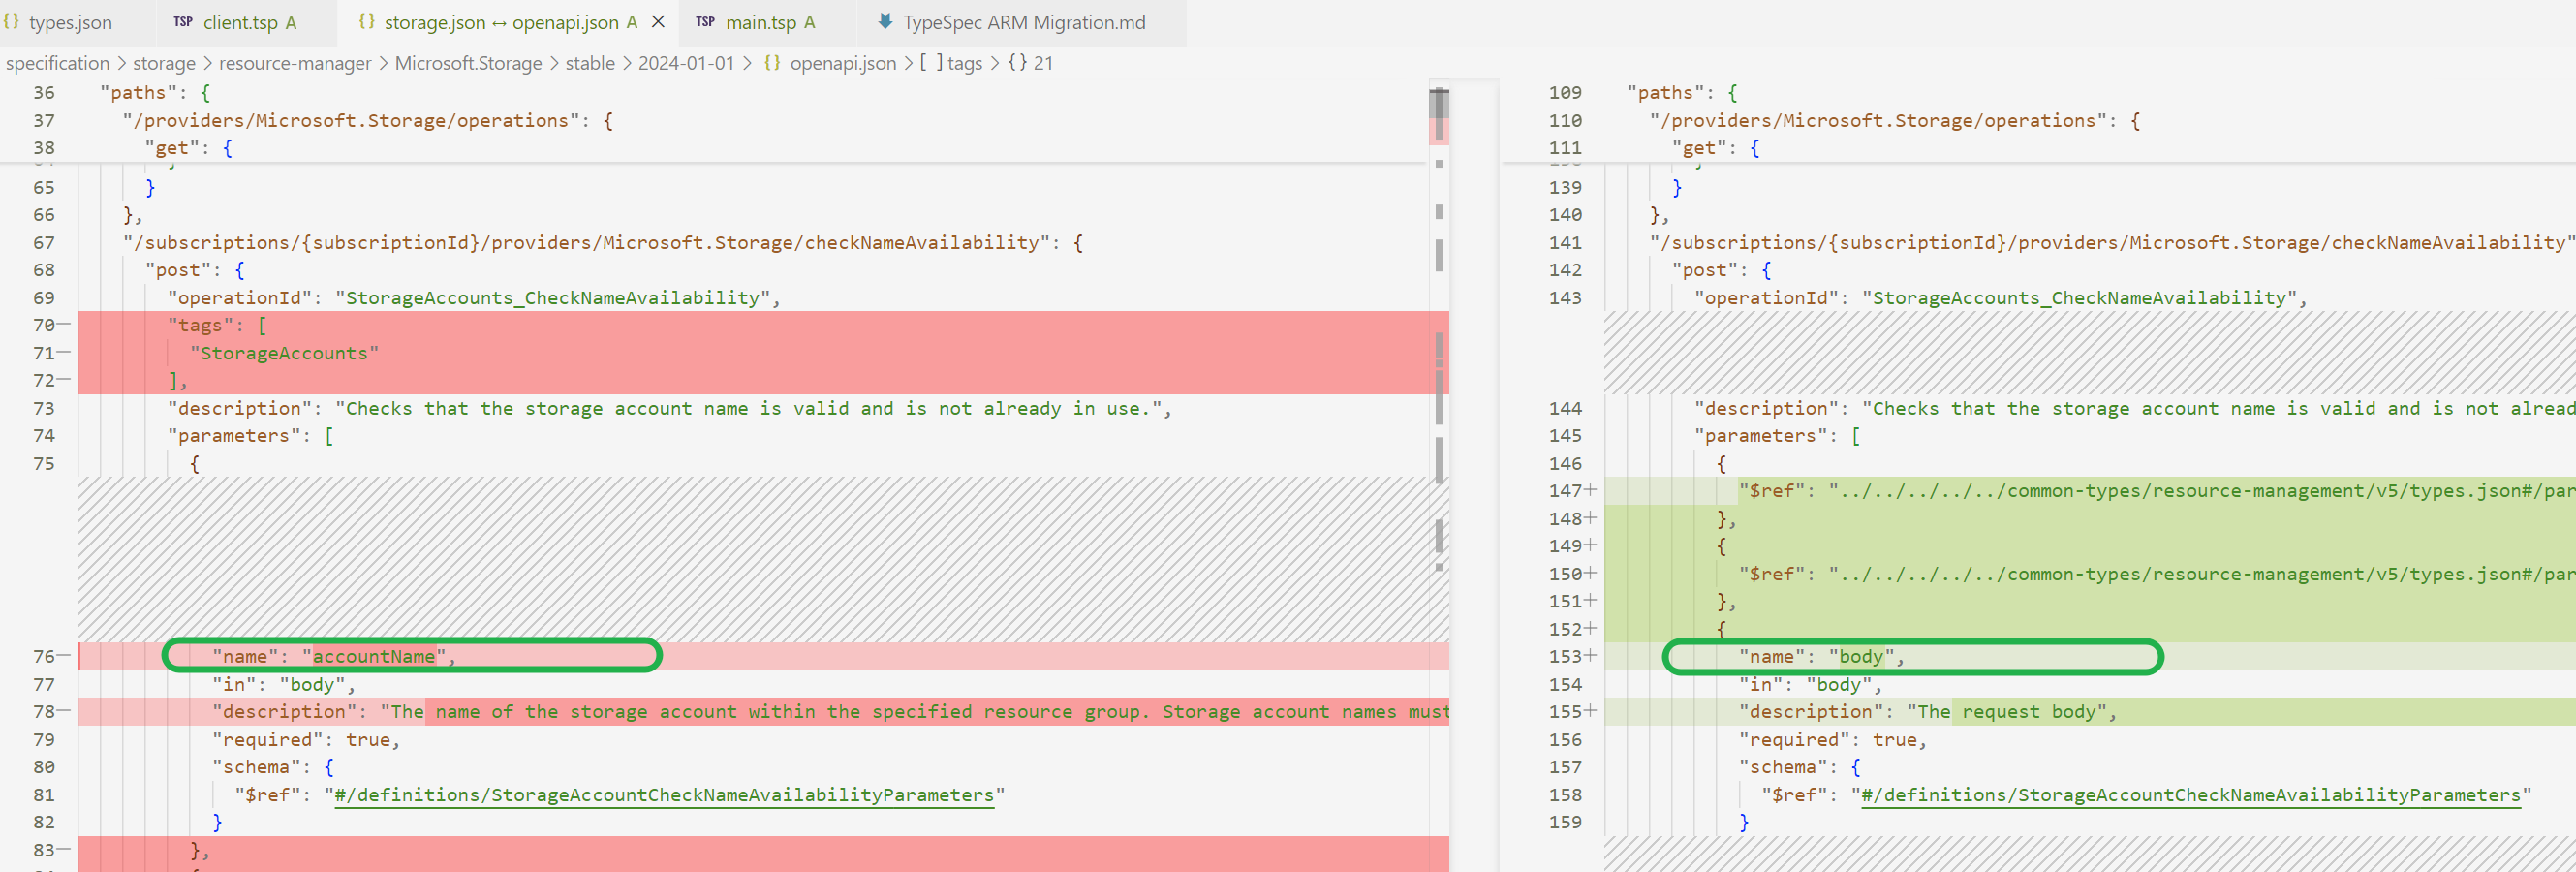 types.json
TSP client.tsp A
storage.json ↔ openapi.json A
TSP main.tsp A
TypeSpec ARM Migration.md
specification > storage > resource-manager > Microsoft.Storage > stable > 2024-01-01 > {} openapi.json > [ ] tags > {} 21
36 "paths": {
37 "/providers/Microsoft.Storage/operations": {
38 "get": {
65 }
66 },
67 "/subscriptions/{subscriptionId}/providers/Microsoft.Storage/checkNameAvailability": {
68 "post": {
69 "operationId": "StorageAccounts_CheckNameAvailability",
70— "tags": [
71— "StorageAccounts"
72— ],
73 "description": "Checks that the storage account name is valid and is not already in use.",
74 "parameters": [
75 {
76— "name": "accountName",
77 "in": "body",
78— "description": "The name of the storage account within the specified resource group. Storage account names must
79 "required": true,
80 "schema": {
81 "$ref": "#/definitions/StorageAccountCheckNameAvailabilityParameters"
82 }
83— },
109 "paths": {
110 "/providers/Microsoft.Storage/operations": {
111 "get": {
139 }
140 },
141 "/subscriptions/{subscriptionId}/providers/Microsoft.Storage/checkNameAvailability"
142 "post": {
143 "operationId": "StorageAccounts_CheckNameAvailability",
144 "description": "Checks that the storage account name is valid and is not alread
145 "parameters": [
146 {
147+ "$ref": "../../../../../common-types/resource-management/v5/types.json#/par
148+ },
149+ {
150+ "$ref": "../../../../../common-types/resource-management/v5/types.json#/par
151+ },
152+ {
153+ "name": "body",
154 "in": "body",
155+ "description": "The request body",
156 "required": true,
157 "schema": {
158 "$ref": "#/definitions/StorageAccountCheckNameAvailabilityParameters"
159 }